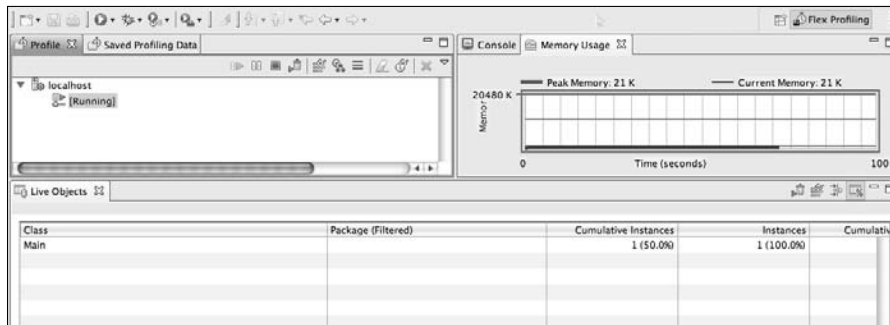 Flex Profiling
Profile
Saved Profiling Data
localhost
[Running]
Console
Memory Usage
Peak Memory: 21 K
Current Memory: 21 K
20480 K
Memor
0
Time (seconds)
100
Live Objects
Class Package (Filtered) Cumulative Instances Instances Cumulativ
Main 1 (50.0%) 1 (100.0%)